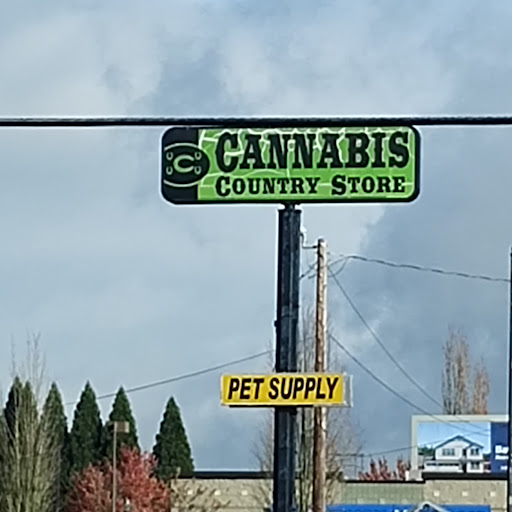 CANNABIS
COUNTRY STORE
PET SUPPLY